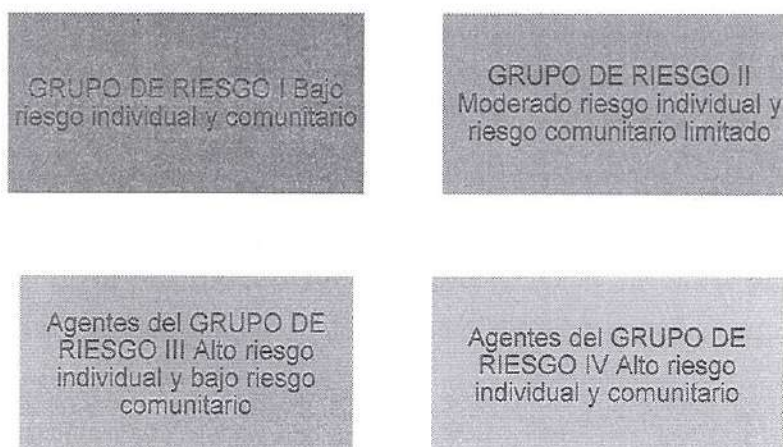 GRUPO DE RIESGO I Bajo
riesgo individual y comunitario
GRUPO DE RIESGO II
Moderado riesgo individual y
riesgo comunitario limitado
Agentes del GRUPO DE
RIESGO III Alto riesgo
individual y bajo riesgo
comunitario
Agentes del GRUPO DE
RIESGO IV Alto riesgo
individual y comunitario